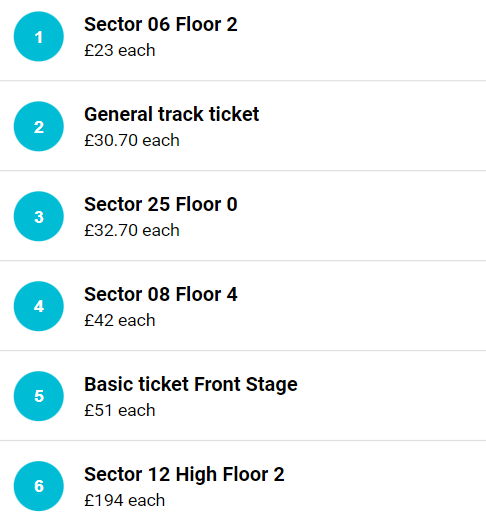 1
Sector 06 Floor 2
£23 each
2
General track ticket
£30.70 each
3
Sector 25 Floor 0
£32.70 each
4
Sector 08 Floor 4
£42 each
5
Basic ticket Front Stage
£51 each
6
Sector 12 High Floor 2
£194 each